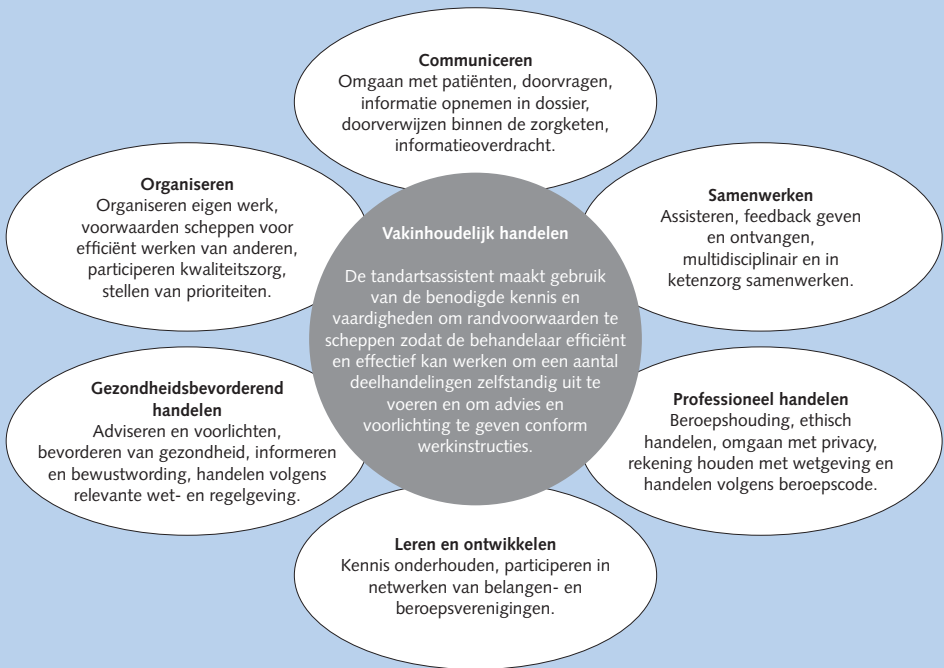 Communiceren
Omgaan met patiënten, doorvragen,
informatie opnemen in dossier,
doorverwijzen binnen de zorgketen,
informatieoverdracht.
Organiseren
Organiseren eigen werk,
voorwaarden scheppen voor
efficiënt werken van anderen,
participeren kwaliteitszorg,
stellen van prioriteiten.
Samenwerken
Assisteren, feedback geven
en ontvangen,
multidisciplinair en in
ketenzorg samenwerken.
Vakinhoudelijk handelen
De tandartsassistent maakt gebruik
van de benodigde kennis en
vaardigheden om randvoorwaarden te
scheppen zodat de behandelaar efficiënt
en effectief kan werken om een aantal
deelhandelingen zelfstandig uit te
voeren en om advies en
voorlichting te geven conform
werkinstructies.
Gezondheidsbevorderend
handelen
Adviseren en voorlichten,
bevorderen van gezondheid, informeren
en bewustwording, handelen volgens
relevante wet- en regelgeving.
Professioneel handelen
Beroepshouding, ethisch
handelen, omgaan met privacy,
rekening houden met wetgeving en
handelen volgens beroepscode.
Leren en ontwikkelen
Kennis onderhouden, participeren in
netwerken van belangen- en
beroepsverenigingen.